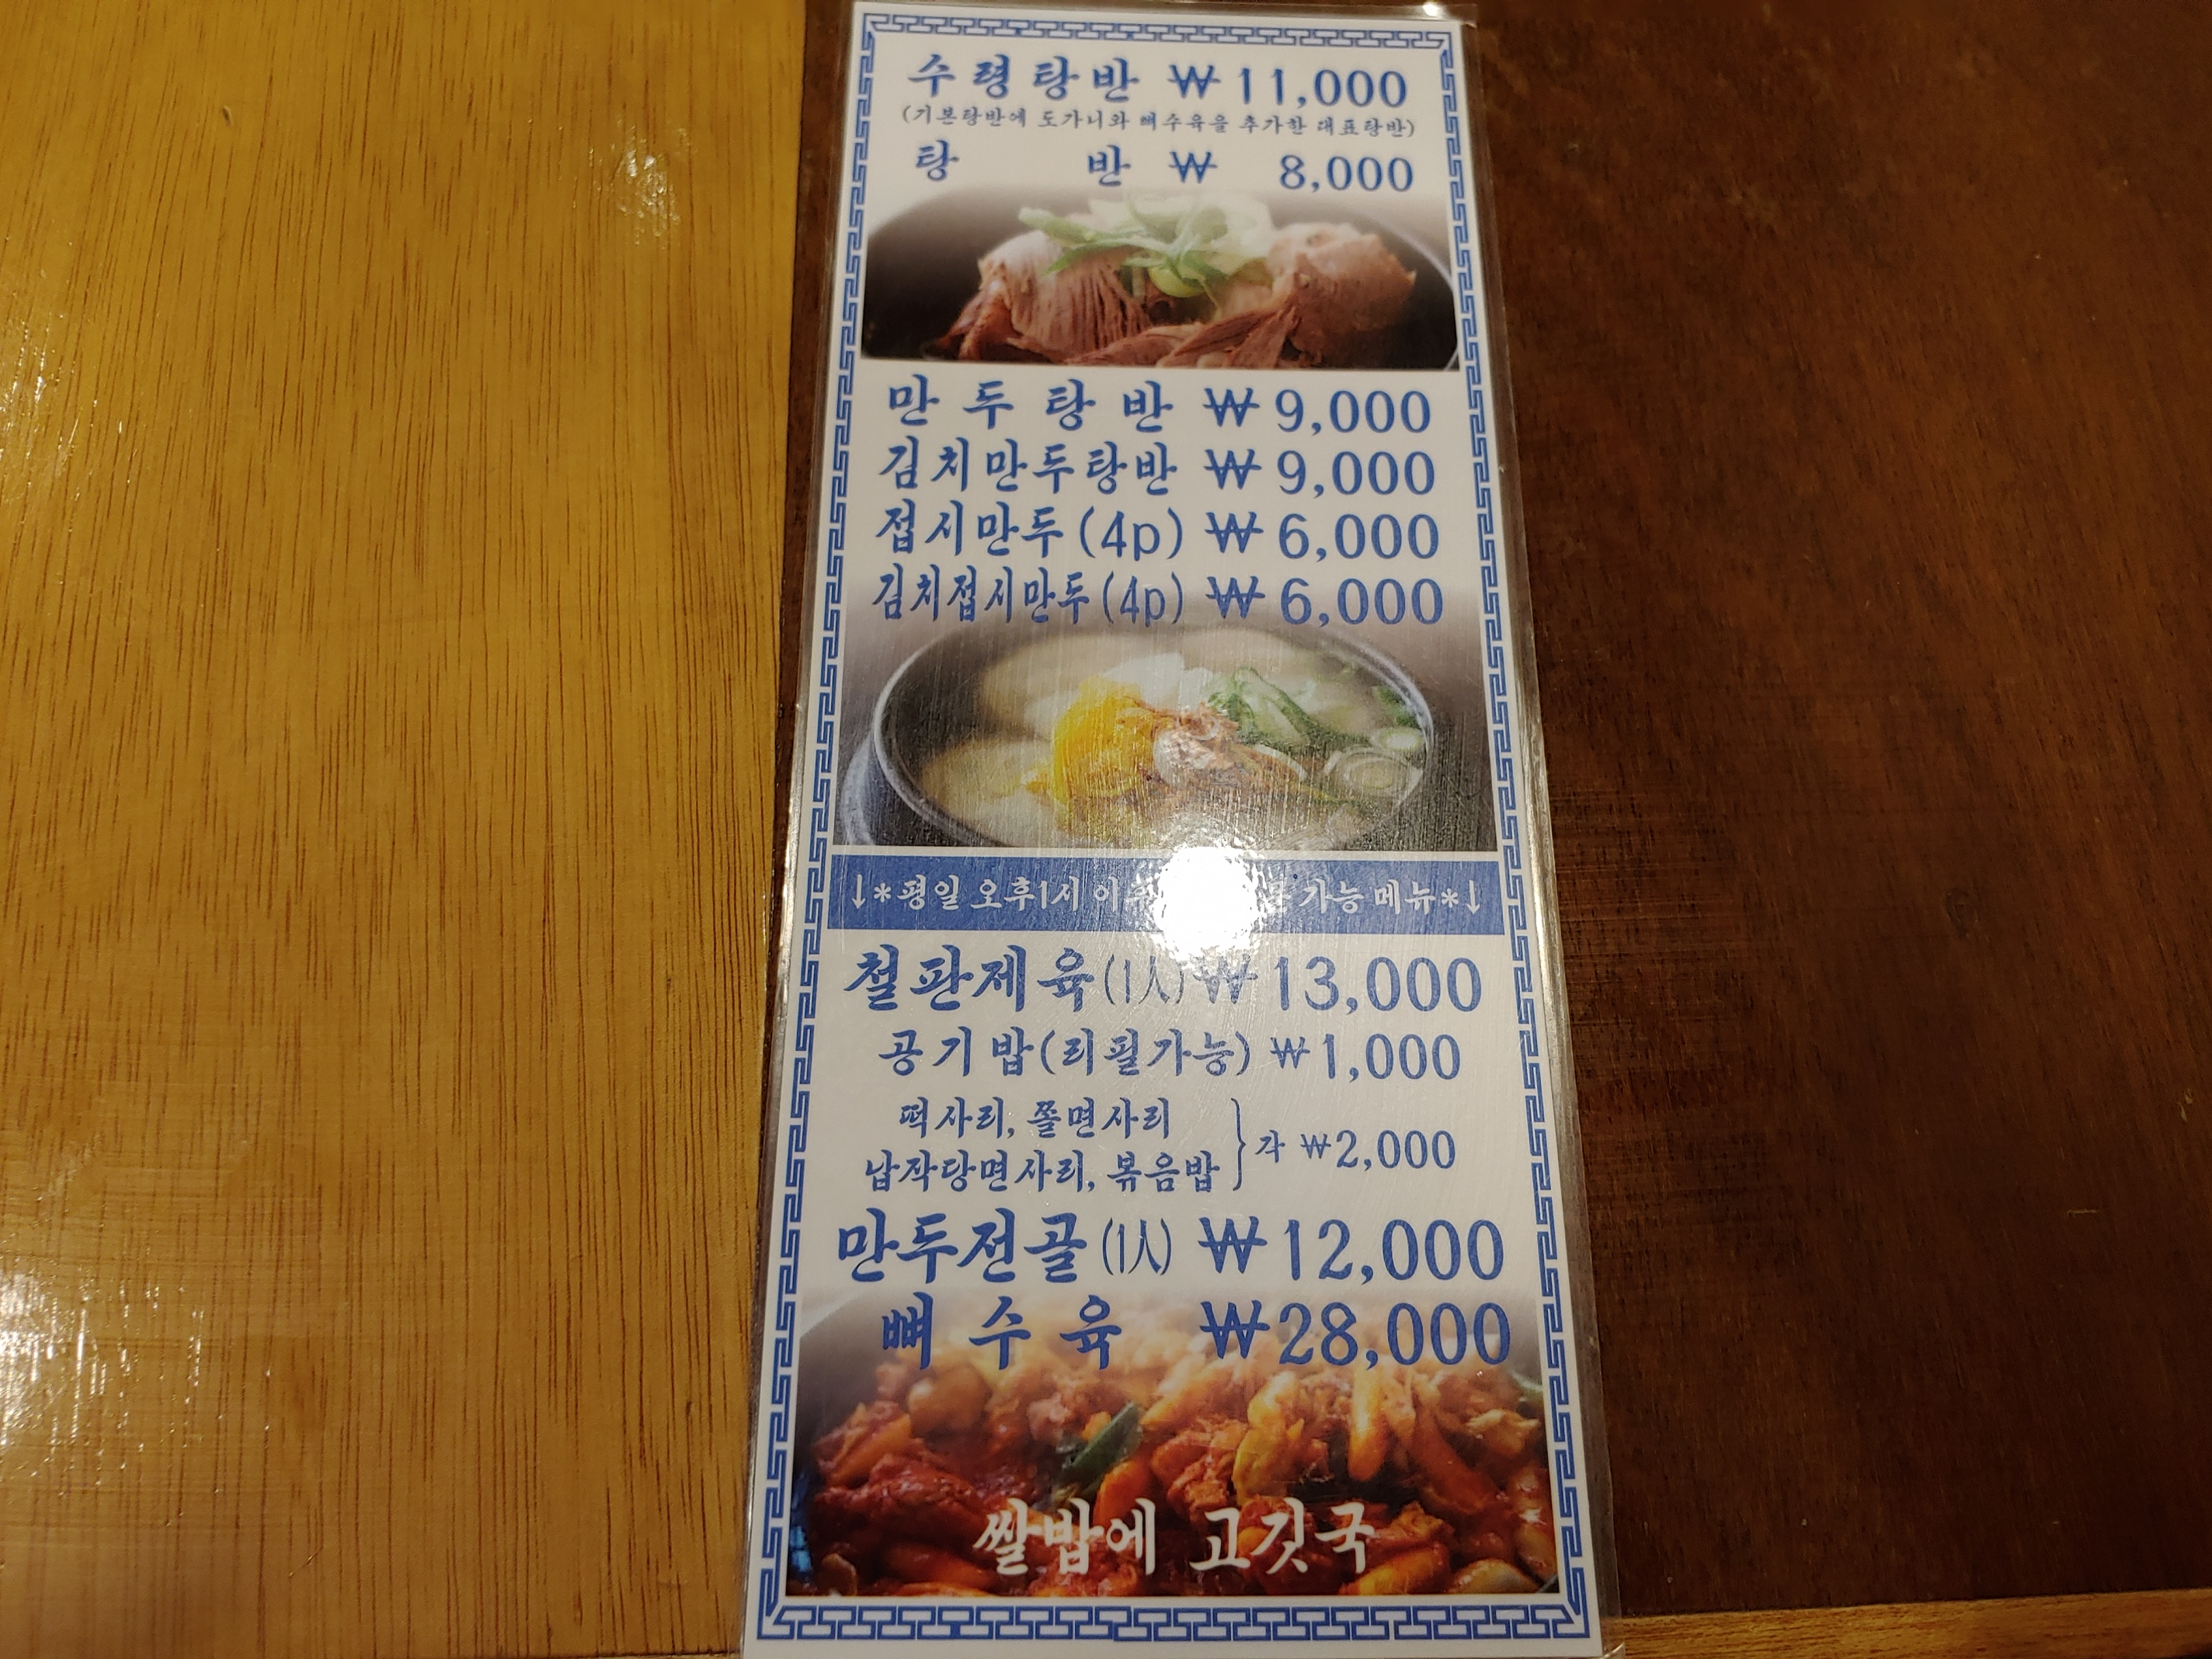 수령탕반 ₩11,000
(기본탕반에 도가니와 뼈수육을 추가한 대표탕반)
탕 반 ₩ 8,000
만두탕반 ₩9,000
김치만두탕반 ₩9,000
접시만두(4p) ₩6,000
김치접시만두(4p) ₩6,000
↓*평일 오후1시 이후 가능 메뉴*↓
철판제육(1人) ₩13,000
공기밥(리필가능) ₩1,000
떡사리, 쫄면사리
납작당면사리, 볶음밥 } 각 ₩2,000
만두전골(1人) ₩12,000
뼈수육 ₩28,000
쌀밥에 고깃국